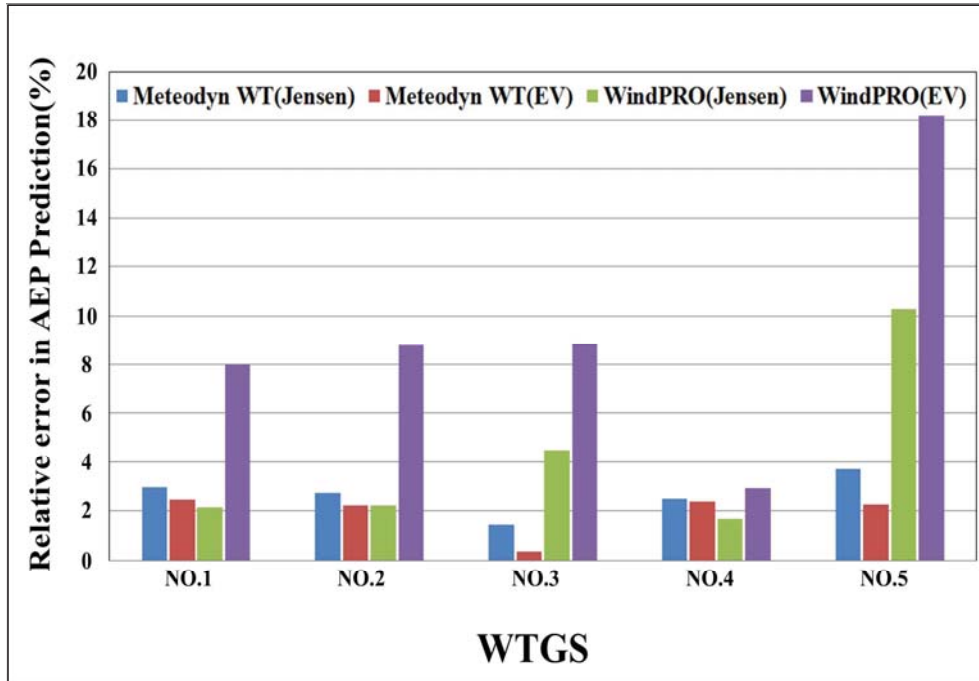 Relative error in AEP Prediction(%)
20
18
16
14
12
10
8
6
4
2
0
Meteodyn WT(Jensen) Meteodyn WT(EV) WindPRO(Jensen) WindPRO(EV)
NO.1 NO.2 NO.3 NO.4 NO.5
WTGS